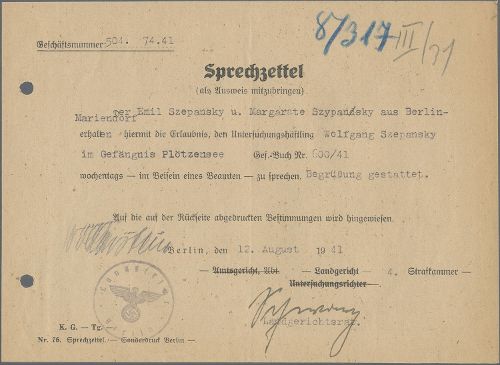 8/317 III/31
Geschäftsnummer 504. 74.41
Sprechzettel
(als Ausweis mitzubringen)
rer Emil Szepansky u. Margarate Szypansky aus Berlin-
Mariendorf
erhalten hiermit die Erlaubnis, den Untersuchungshäftling Wolfgang Szepansky
im Gefängnis Plötzensee Gef.-Buch Nr. 600/41
wochentags — im Beisein eines Beamten — zu sprechen. Begrüßung gestattet.
Auf die auf der Rückseite abgedruckten Bestimmungen wird hingewiesen.
Berlin, den 12. August 1941
Amtsgericht, Abt Landgericht — 4. Strafkammer —
Untersuchungsrichter
Landgerichtsrat.
K. G. — Tg.—
Nr. 76. Sprechzettel. — Sonderdruck Berlin —